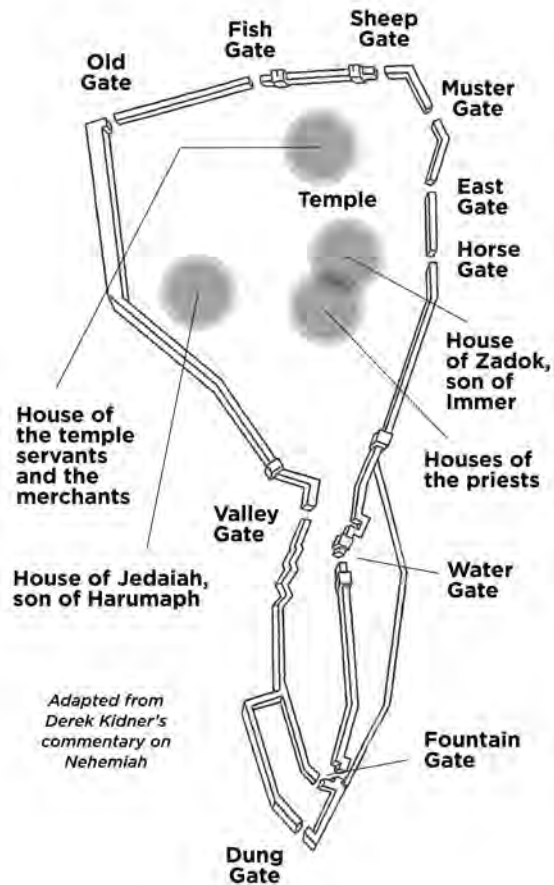 Sheep
Gate
Fish
Gate
Old
Gate
Muster
Gate
East
Gate
Temple
Horse
Gate
House
of Zadok,
son of
Immer
House of
the temple
servants
and the
merchants
Houses of
the priests
Valley
Gate
Water
Gate
House of Jedaiah,
son of Harumaph
Adapted from
Derek Kidner's
commentary on
Nehemiah
Fountain
Gate
Dung
Gate